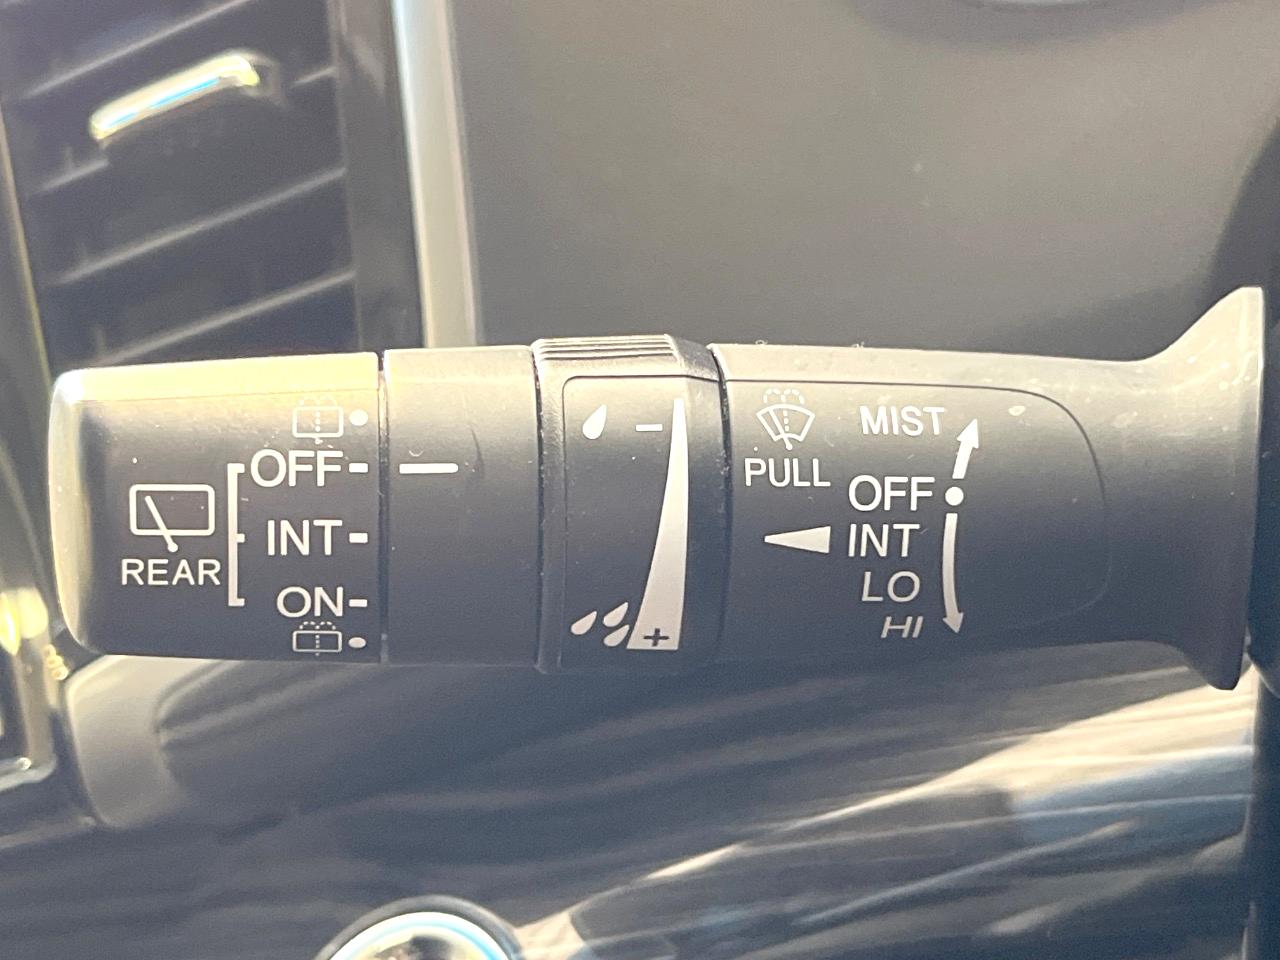 OFF
INT
ON
REAR
-
+
PULL
MIST
OFF
INT
LO
HI